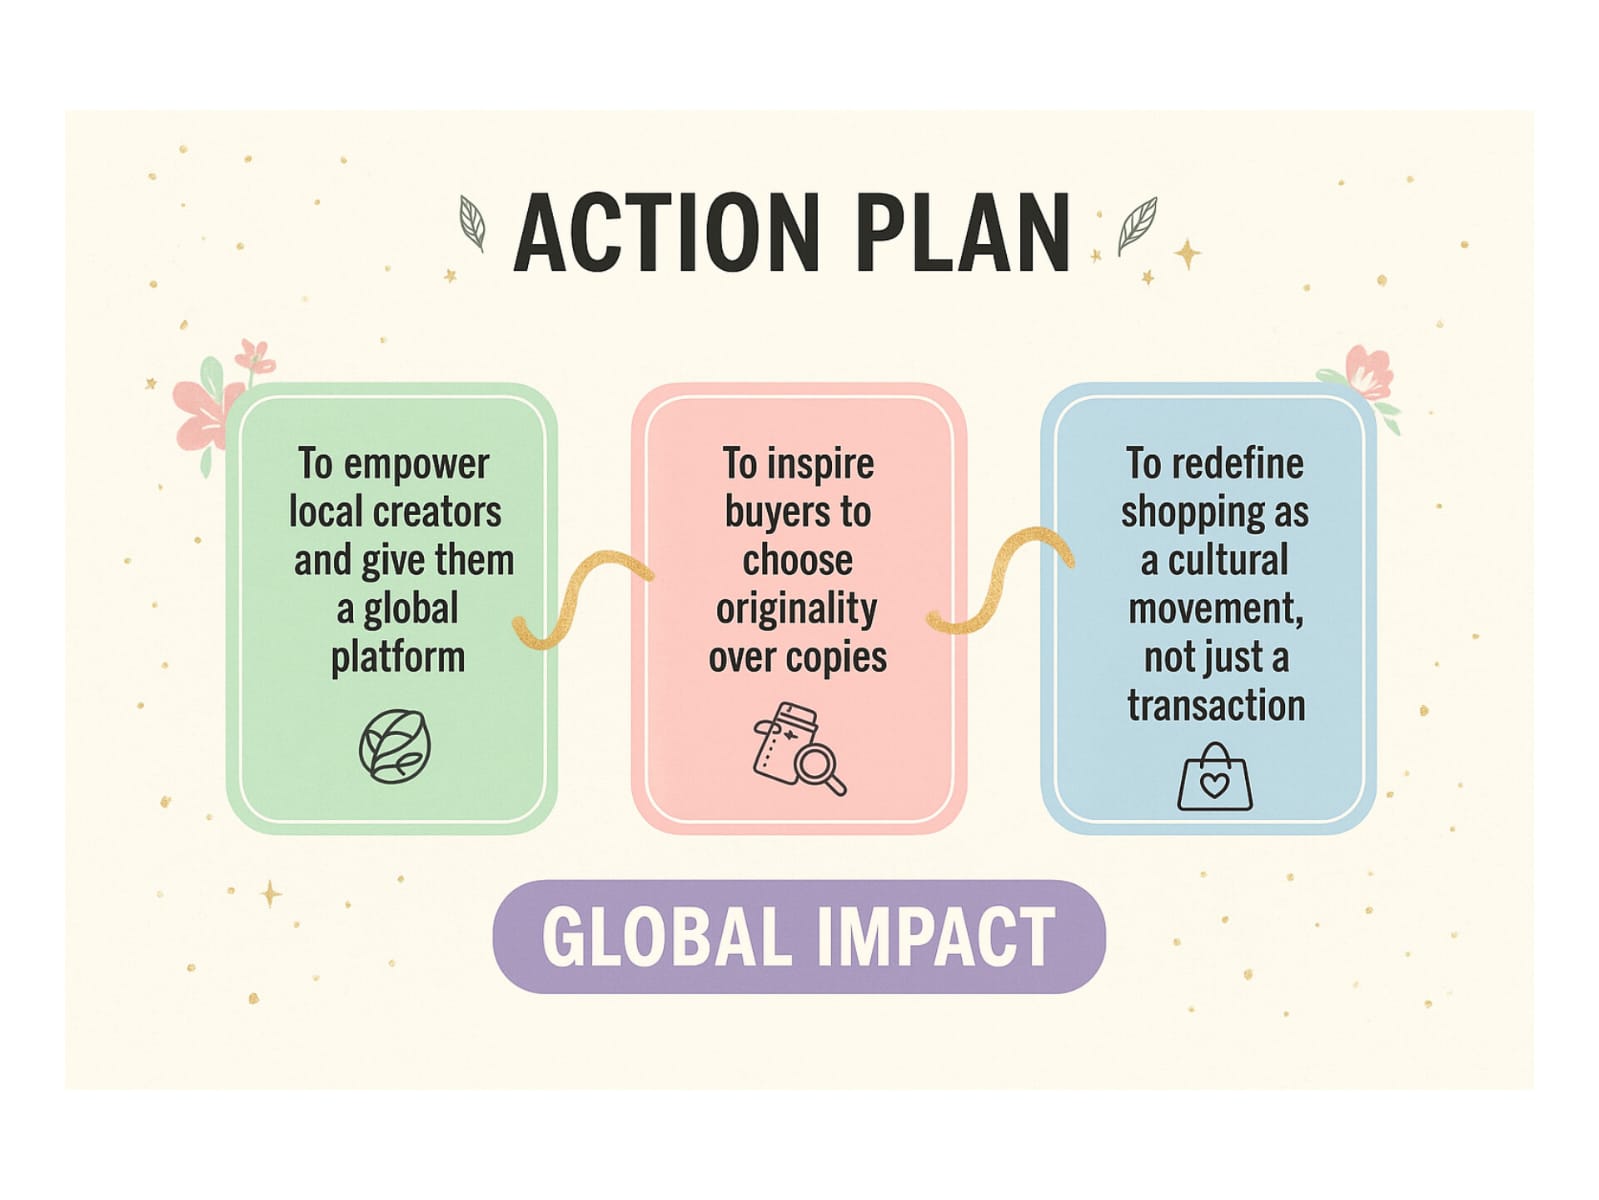 ACTION PLAN
To empower
local creators
and give them
a global
platform
To inspire
buyers to
choose
originality
over copies
To redefine
shopping as
a cultural
movement,
not just a
transaction
GLOBAL IMPACT